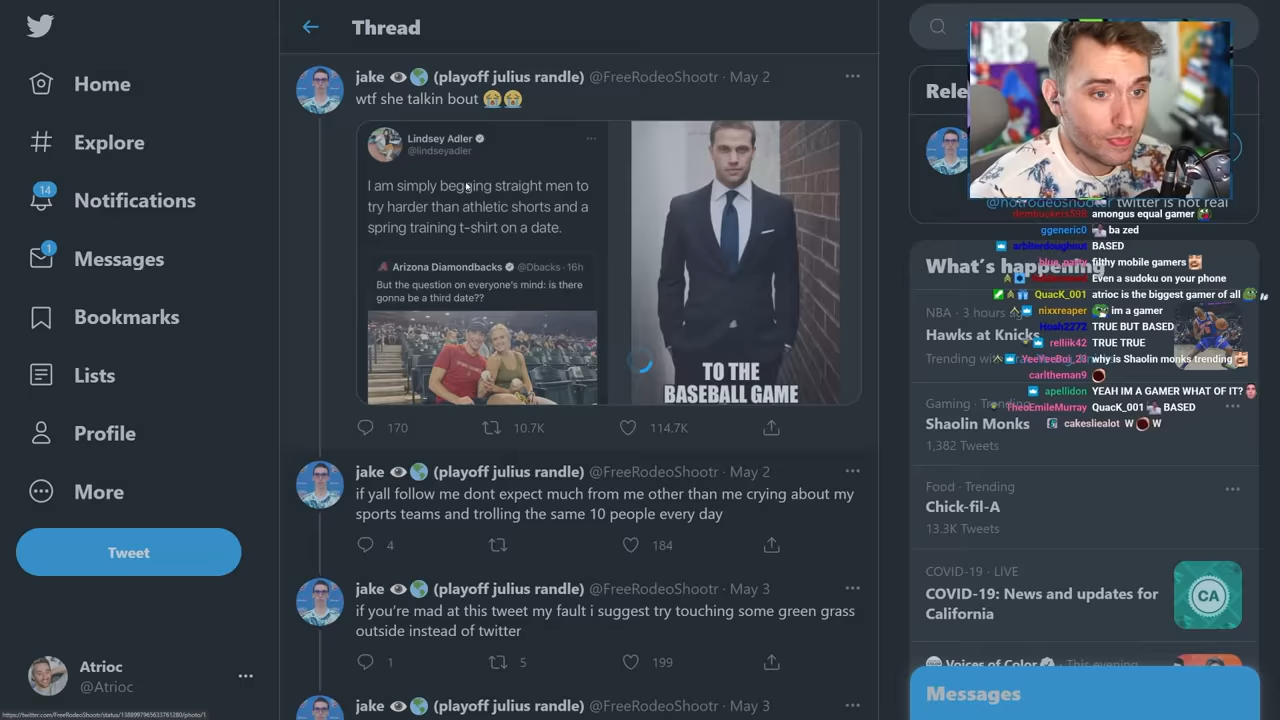 Home
Explore
14
Notifications
1
Messages
Bookmarks
Lists
Profile
More
Tweet
Atrioc
@Atrioc
https://twitter.com/FreeRodeoShootr/status/1388997965633761280/photo/1
Thread
jake (playoff julius randle) @FreeRodeoShootr · May 2
wtf she talkin bout
Lindsey Adler
@lindseyadler
I am simply begging straight men to
try harder than athletic shorts and a
spring training t-shirt on a date.
Arizona Diamondbacks @Dbacks · 16h
But the question on everyone's mind: is there
gonna be a third date??
TO THE
BASEBALL GAME
170
10.7K
114.7K
jake (playoff julius randle) @FreeRodeoShootr · May 2
if yall follow me dont expect much from me other than me crying about my
sports teams and trolling the same 10 people every day
4
184
jake (playoff julius randle) @FreeRodeoShootr · May 3
if you're mad at this tweet my fault i suggest try touching some green grass
outside instead of twitter
1
5
199
jake (playoff julius randle) @FreeRodeoShootr · May 3
Rele
@notrodeoshooter twitter is not real
What's happening
NBA · 3 hours
Hawks at Knicks
Trending
Gaming · Trending
Shaolin Monks
1,382 Tweets
Food · Trending
Chick-fil-A
13.3K Tweets
COVID-19 · LIVE
COVID-19: News and updates for
California
CA
Voices of Color · This evening
Messages
dembuckers598 amongus equal gamer
ggeneric0 ba zed
arbiterdoughnut BASED
filthy mobile gamers
Even a sudoku on your phone
QuacK_001 atrioc is the biggest gamer of all
nixxreaper im a gamer
Hosh2272 TRUE BUT BASED
relliik42 TRUE TRUE
YeeYeeBoi_23 why is Shaolin monks trending
carltheman9
apellidon YEAH IM A GAMER WHAT OF IT?
TheoEmileMurray QuacK_001 BASED
cakesliealot W W